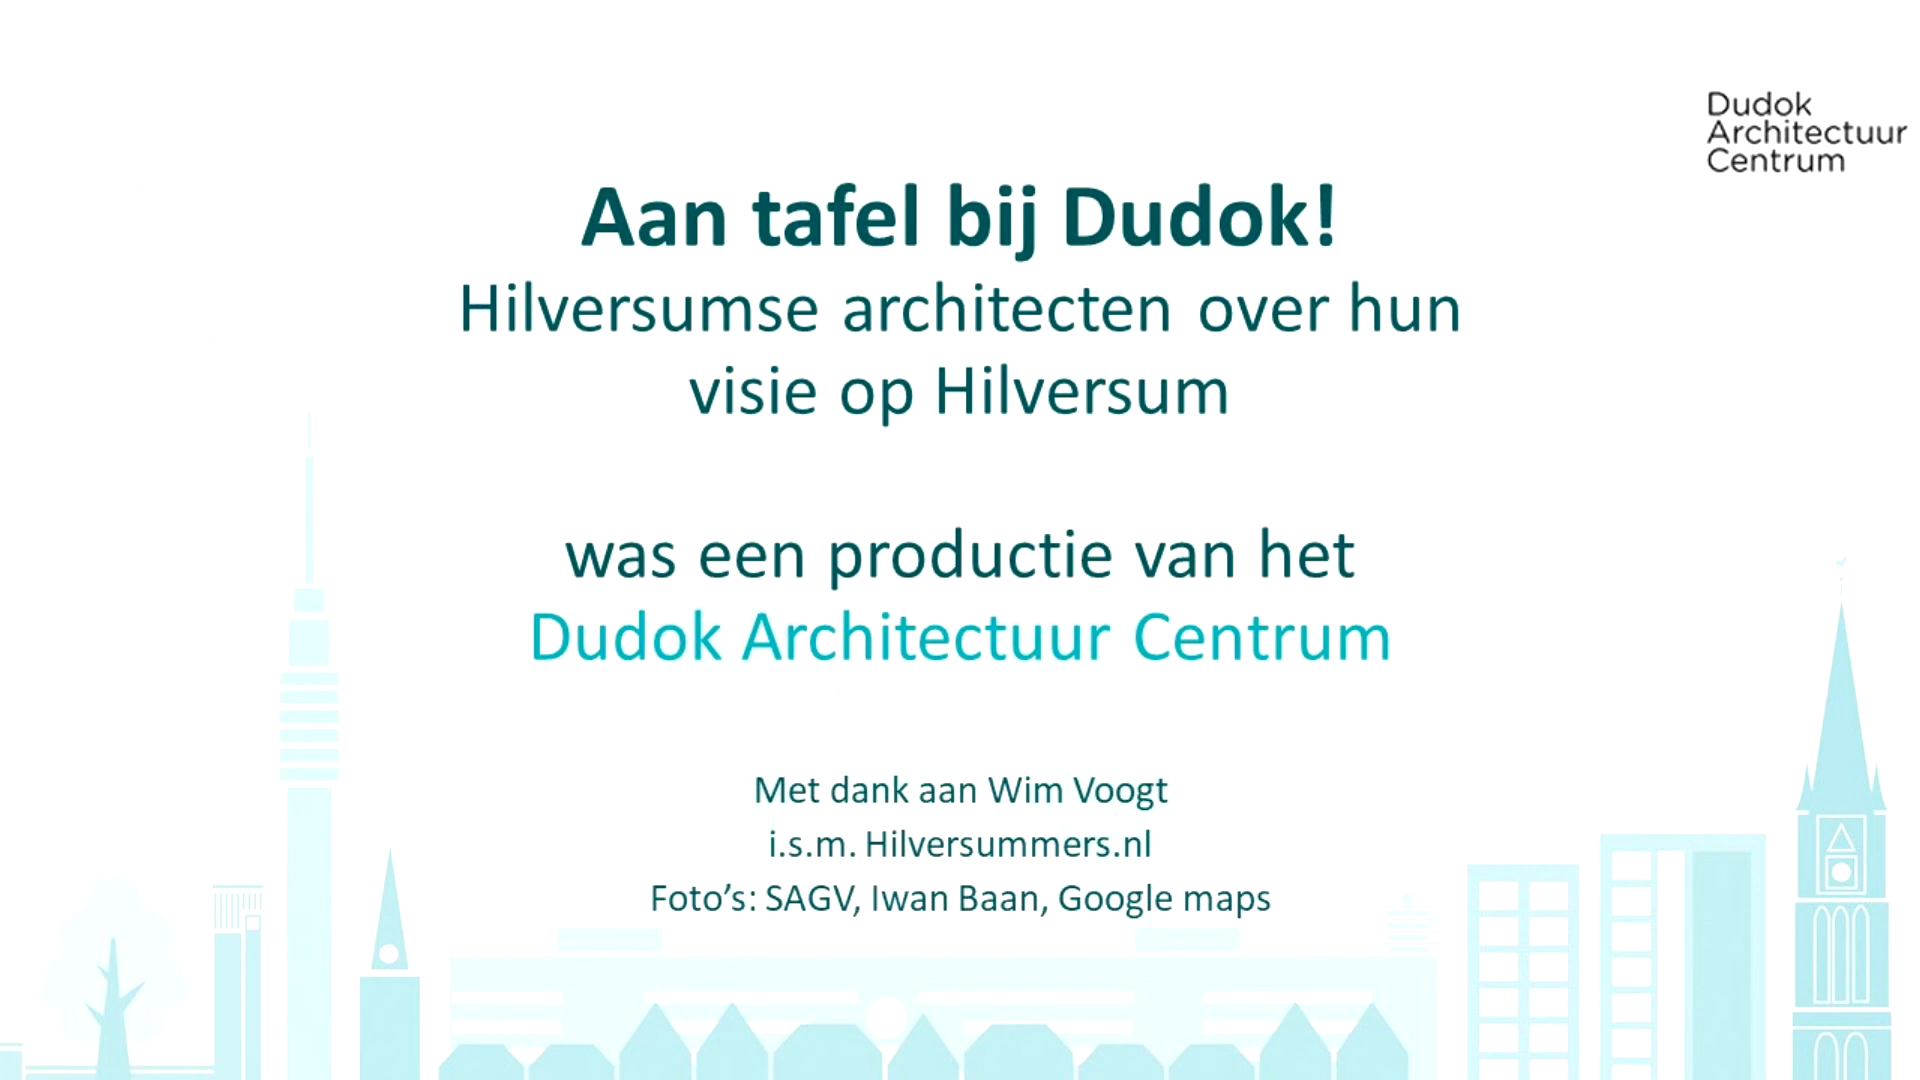 Dudok
Architectuur
Centrum
Aan tafel bij Dudok!
Hilversumse architecten over hun
visie op Hilversum
was een productie van het
Dudok Architectuur Centrum
Met dank aan Wim Voogt
i.s.m. Hilversummers.nl
Foto’s: SAGV, Iwan Baan, Google maps